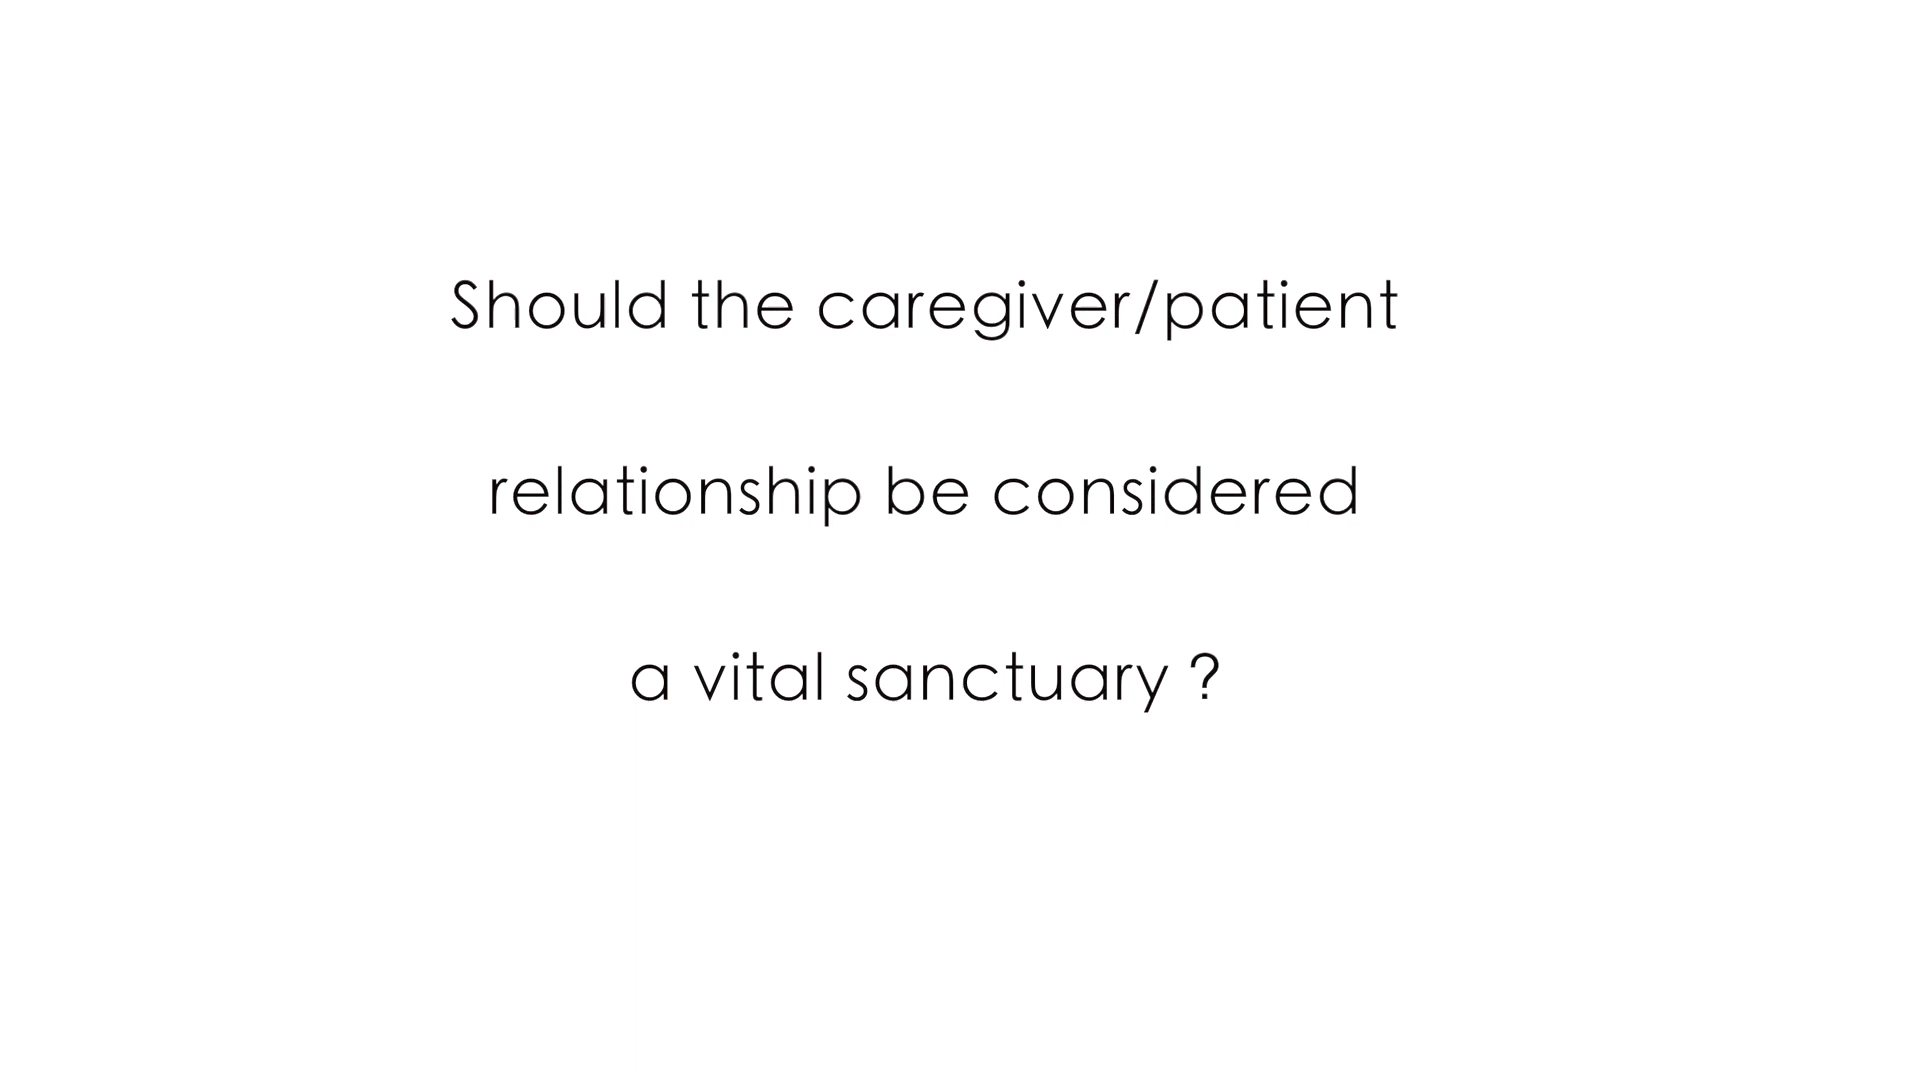 Should the caregiver/patient
relationship be considered
a vital sanctuary ?